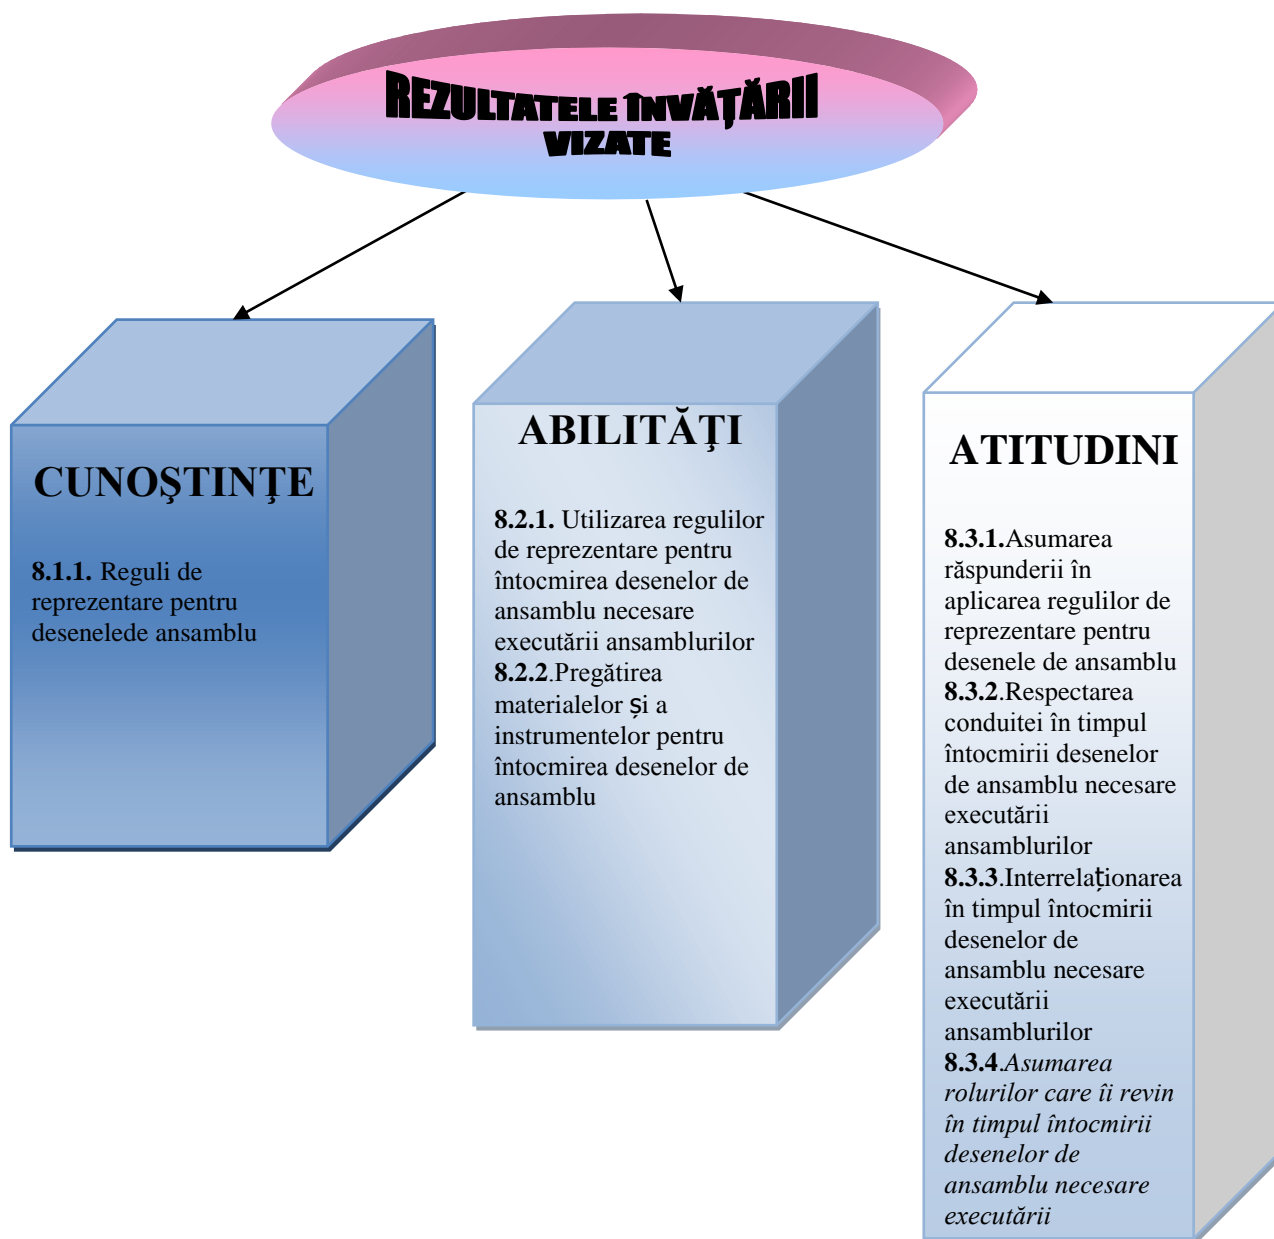 REZULTATELE ÎNVĂŢĂRII
VIZATE
CUNOŞTINŢE
8.1.1. Reguli de
reprezentare pentru
desenelede ansamblu
ABILITĂŢI
8.2.1. Utilizarea regulilor
de reprezentare pentru
întocmirea desenelor de
ansamblu necesare
executării ansamblurilor
8.2.2.Pregătirea
materialelor și a
instrumentelor pentru
întocmirea desenelor de
ansamblu
ATITUDINI
8.3.1.Asumarea
răspunderii în
aplicarea regulilor de
reprezentare pentru
desenele de ansamblu
8.3.2.Respectarea
conduitei în timpul
întocmirii desenelor
de ansamblu necesare
executării
ansamblurilor
8.3.3.Interrelaționarea
în timpul întocmirii
desenelor de
ansamblu necesare
executării
ansamblurilor
8.3.4.Asumarea
rolurilor care îi revin
în timpul întocmirii
desenelor de
ansamblu necesare
executării